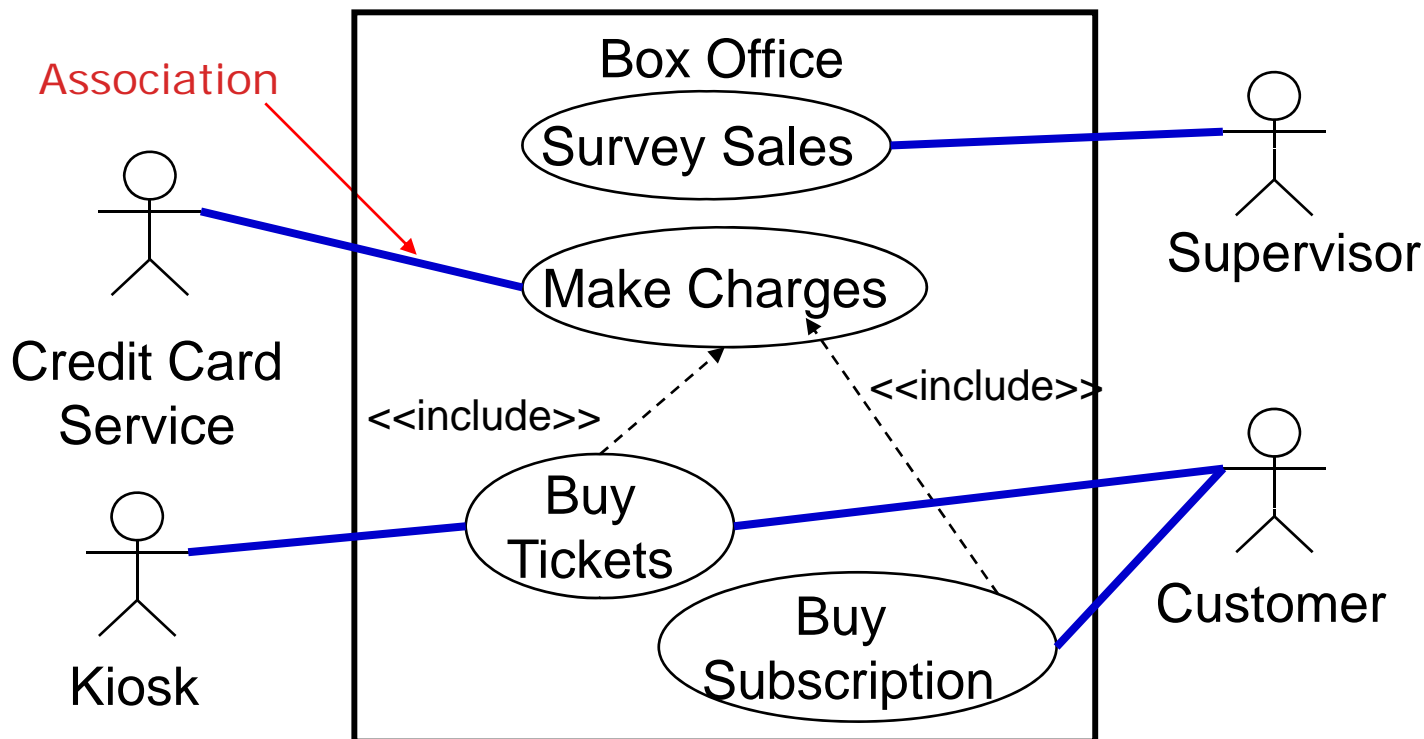 Box Office
Association
Survey Sales
Supervisor
Make Charges
Credit Card
Service
<<include>>
<<include>>
Buy
Tickets
Customer
Buy
Subscription
Kiosk